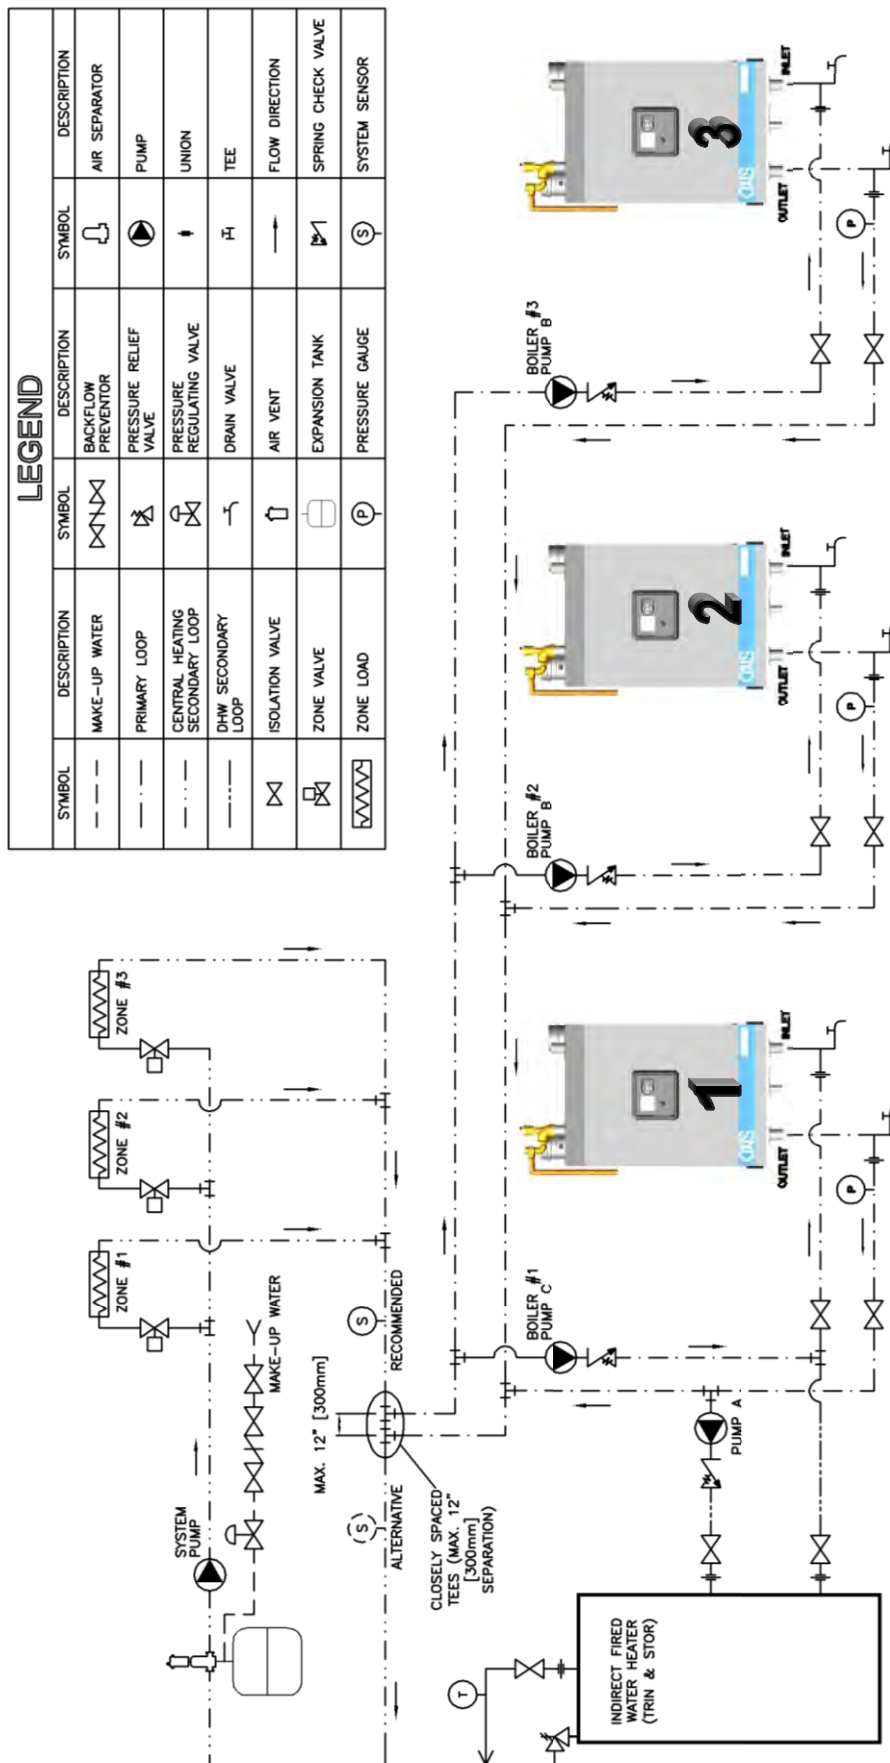 LEGEND
SYMBOL DESCRIPTION SYMBOL DESCRIPTION SYMBOL DESCRIPTION
MAKE-UP WATER
BACKFLOW
PREVENTOR
AIR SEPARATOR
PRIMARY LOOP
PRESSURE RELIEF
VALVE
PUMP
CENTRAL HEATING
SECONDARY LOOP
PRESSURE
REGULATING VALVE
UNION
DHW SECONDARY
LOOP
DRAIN VALVE
TEE
ISOLATION VALVE
AIR VENT
FLOW DIRECTION
ZONE VALVE
EXPANSION TANK
SPRING CHECK VALVE
ZONE LOAD
P
PRESSURE GAUGE
S
SYSTEM SENSOR
ZONE #1
ZONE #2
ZONE #3
SYSTEM
PUMP
MAKE-UP WATER
MAX. 12" [300mm]
S
ALTERNATIVE
S
RECOMMENDED
CLOSELY SPACED
TEES (MAX. 12"
[300mm]
SEPARATION)
BOILER #1
PUMP C
BOILER #2
PUMP B
BOILER #3
PUMP B
1
2
3
OUTLET
INLET
OUTLET
INLET
OUTLET
INLET
P
P
P
PUMP A
T
INDIRECT FIRED
WATER HEATER
(TRIN & STOR)